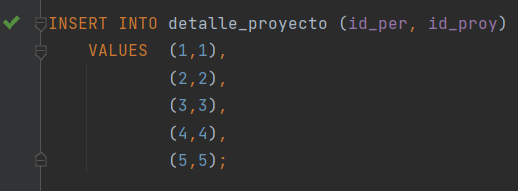 INSERT INTO detalle_proyecto (id_per, id_proy)
VALUES (1,1),
(2,2),
(3,3),
(4,4),
(5,5);